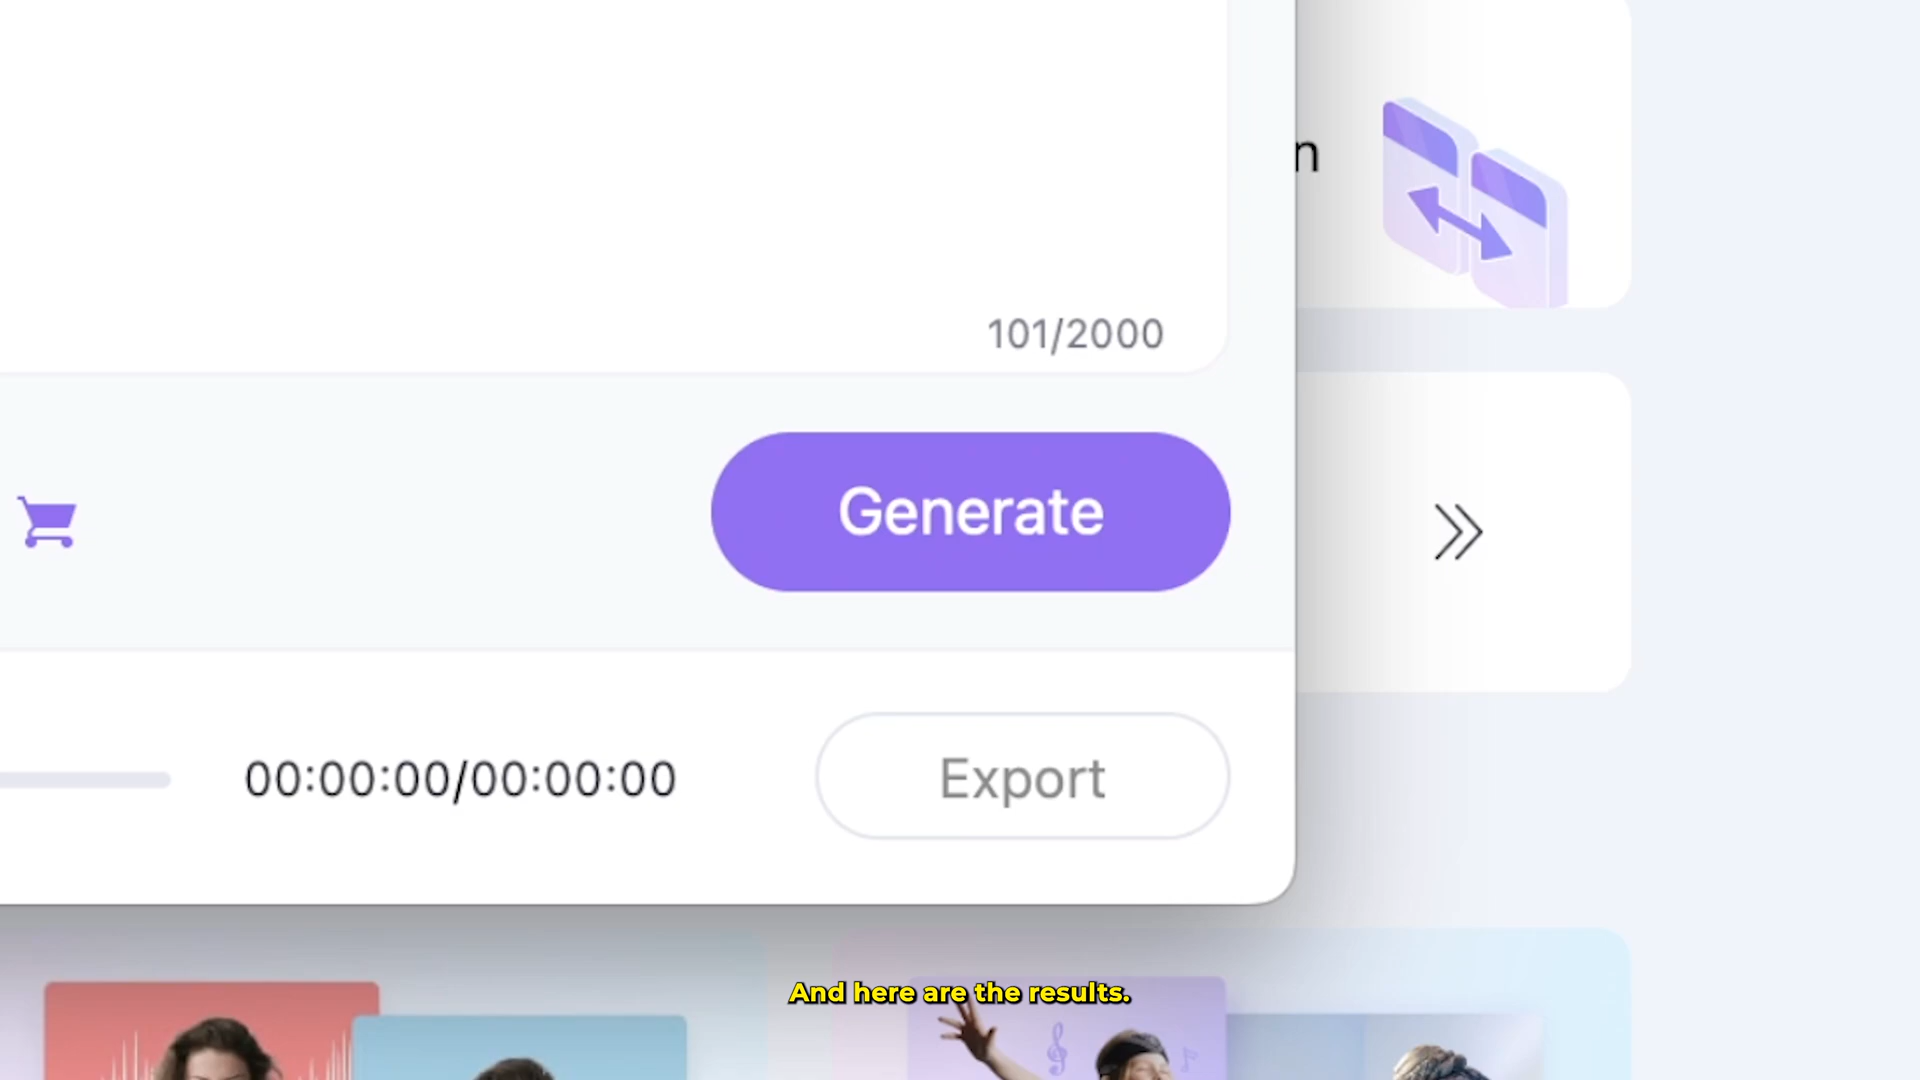 n
101/2000
Generate
00:00:00/00:00:00
Export
And here are the results.